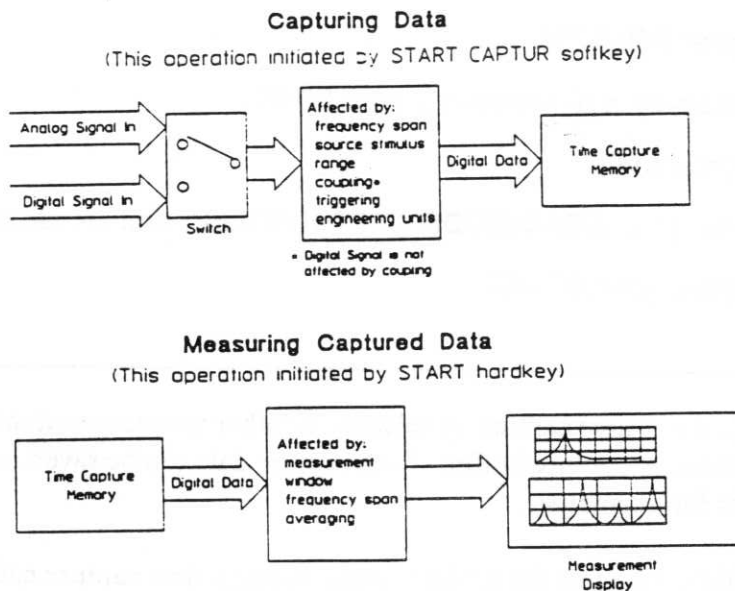 Capturing Data
(This operation initiated by START CAPTUR softkey)
Analog Signal In
Digital Signal In
Switch
Affected by:
frequency span
source stimulus
range
coupling*
triggering
engineering units
* Digital Signal is not
affected by coupling
Digital Data
Time Capture
Memory
Measuring Captured Data
(This operation initiated by START hardkey)
Time Capture
Memory
Digital Data
Affected by:
measurement
window
frequency span
averaging
Measurement
Display